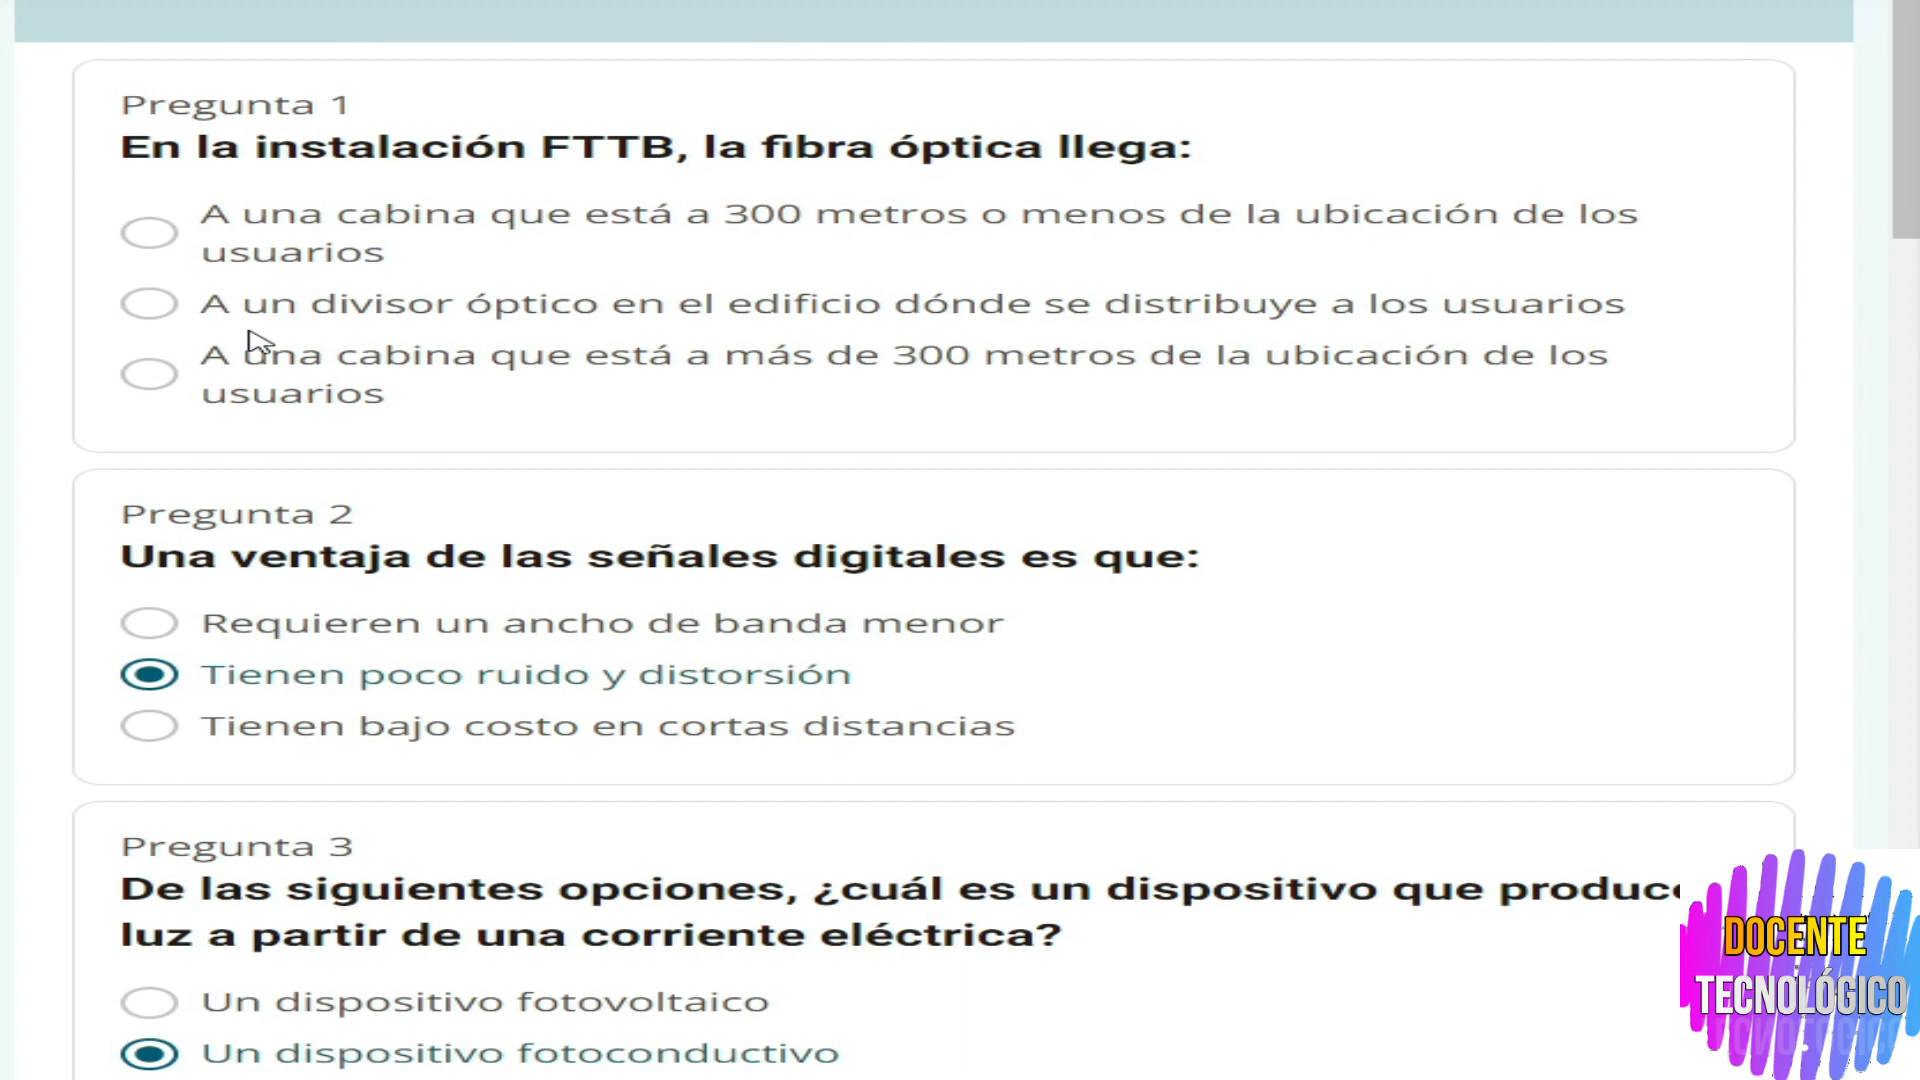 Pregunta 1
En la instalación FTTB, la fibra óptica llega:
A una cabina que está a 300 metros o menos de la ubicación de los
usuarios
A un divisor óptico en el edificio dónde se distribuye a los usuarios
A una cabina que está a más de 300 metros de la ubicación de los
usuarios
Pregunta 2
Una ventaja de las señales digitales es que:
Requieren un ancho de banda menor
Tienen poco ruido y distorsión
Tienen bajo costo en cortas distancias
Pregunta 3
De las siguientes opciones, ¿cuál es un dispositivo que produce
luz a partir de una corriente eléctrica?
Un dispositivo fotovoltaico
Un dispositivo fotoconductivo
DOCENTE
TECNOLÓGICO